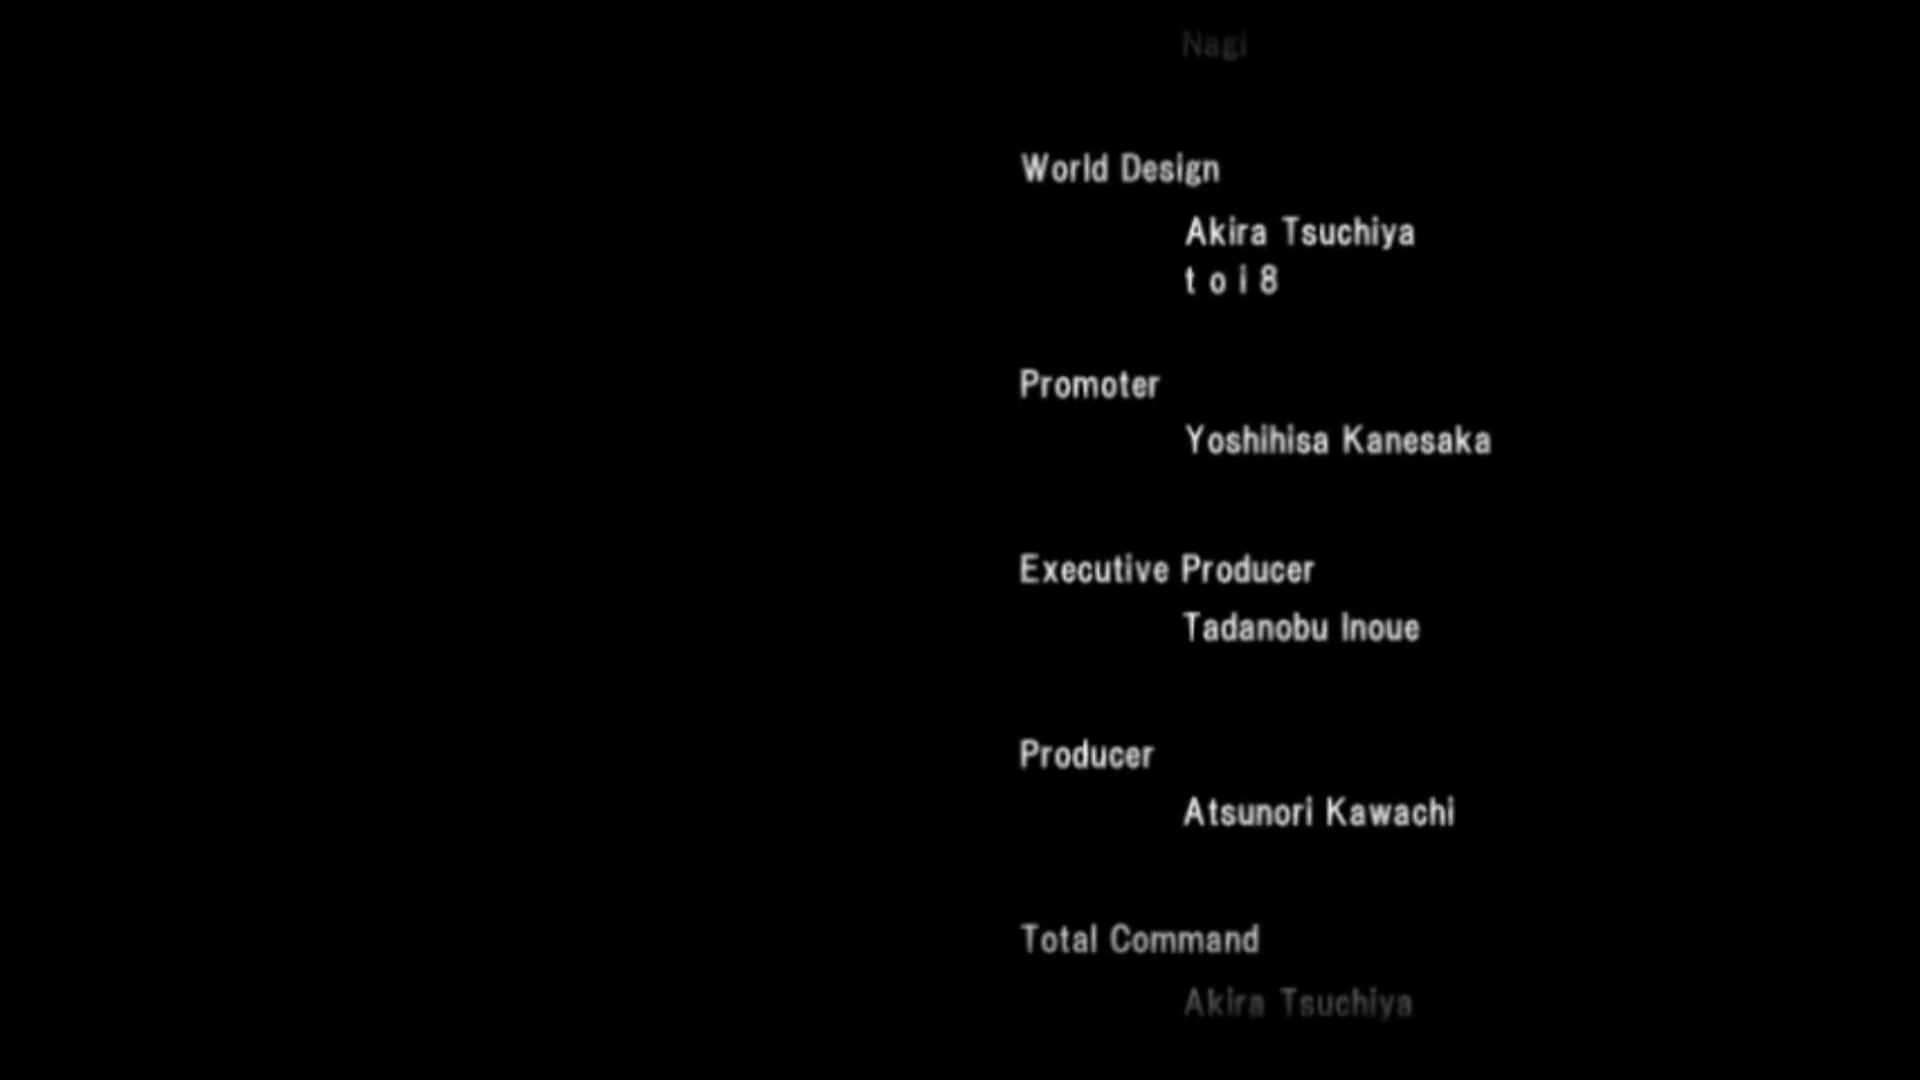 Nagi
World Design
Akira Tsuchiya
t o i 8
Promoter
Yoshihisa Kanesaka
Executive Producer
Tadanobu Inoue
Producer
Atsunori Kawachi
Total Command
Akira Tsuchiya